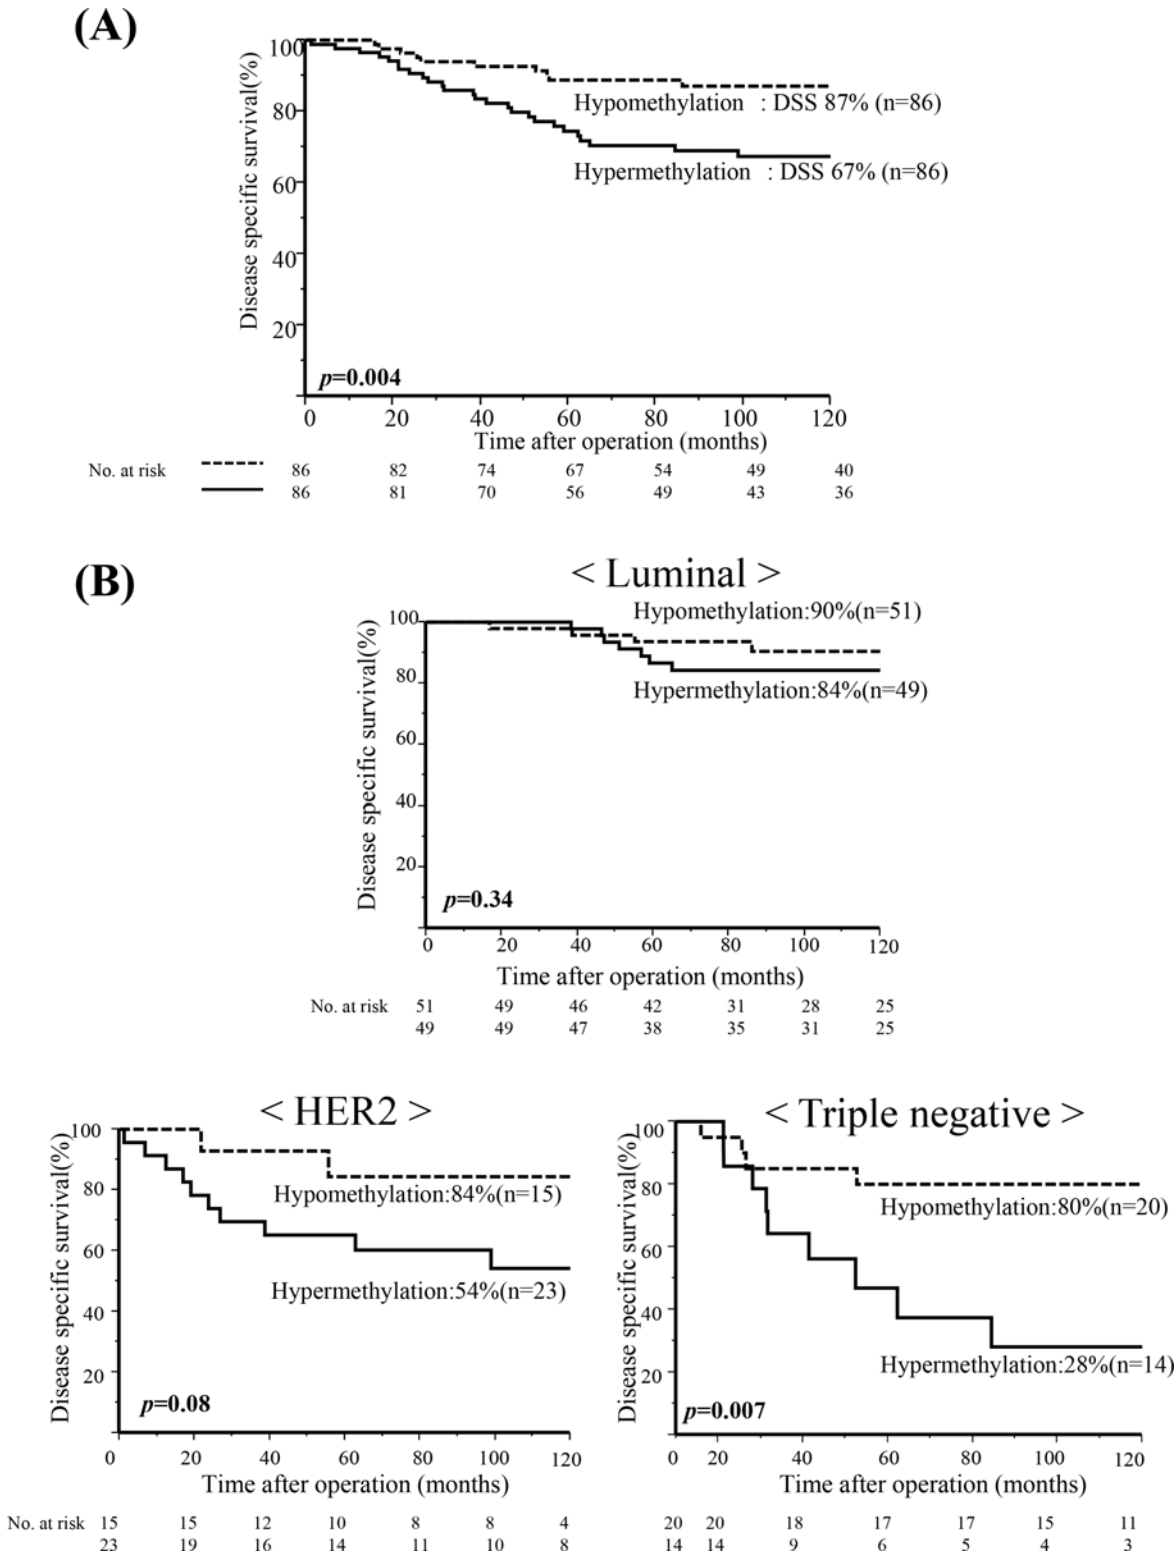 (A)
Disease specific survival(%)
100
80
60
40
20
Hypomethylation : DSS 87% (n=86)
Hypermethylation : DSS 67% (n=86)
p=0.004
0 20 40 60 80 100 120
Time after operation (months)
No. at risk 86 82 74 67 54 49 40
86 81 70 56 49 43 36
(B)
< Luminal >
Disease specific survival(%)
100
80
60
40
20
Hypomethylation:90%(n=51)
Hypermethylation:84%(n=49)
p=0.34
0 20 40 60 80 100 120
Time after operation (months)
No. at risk 51 49 46 42 31 28 25
49 49 47 38 35 31 25
< HER2 >
Disease specific survival(%)
100
80
60
40
20
Hypomethylation:84%(n=15)
Hypermethylation:54%(n=23)
p=0.08
0 20 40 60 80 100 120
Time after operation (months)
No. at risk 15 15 12 10 8 8 4
23 19 16 14 11 10 8
< Triple negative >
Disease specific survival(%)
100
80
60
40
20
Hypomethylation:80%(n=20)
Hypermethylation:28%(n=14)
p=0.007
0 20 40 60 80 100 120
Time after operation (months)
20 20 18 17 17 15 11
14 14 9 6 5 4 3